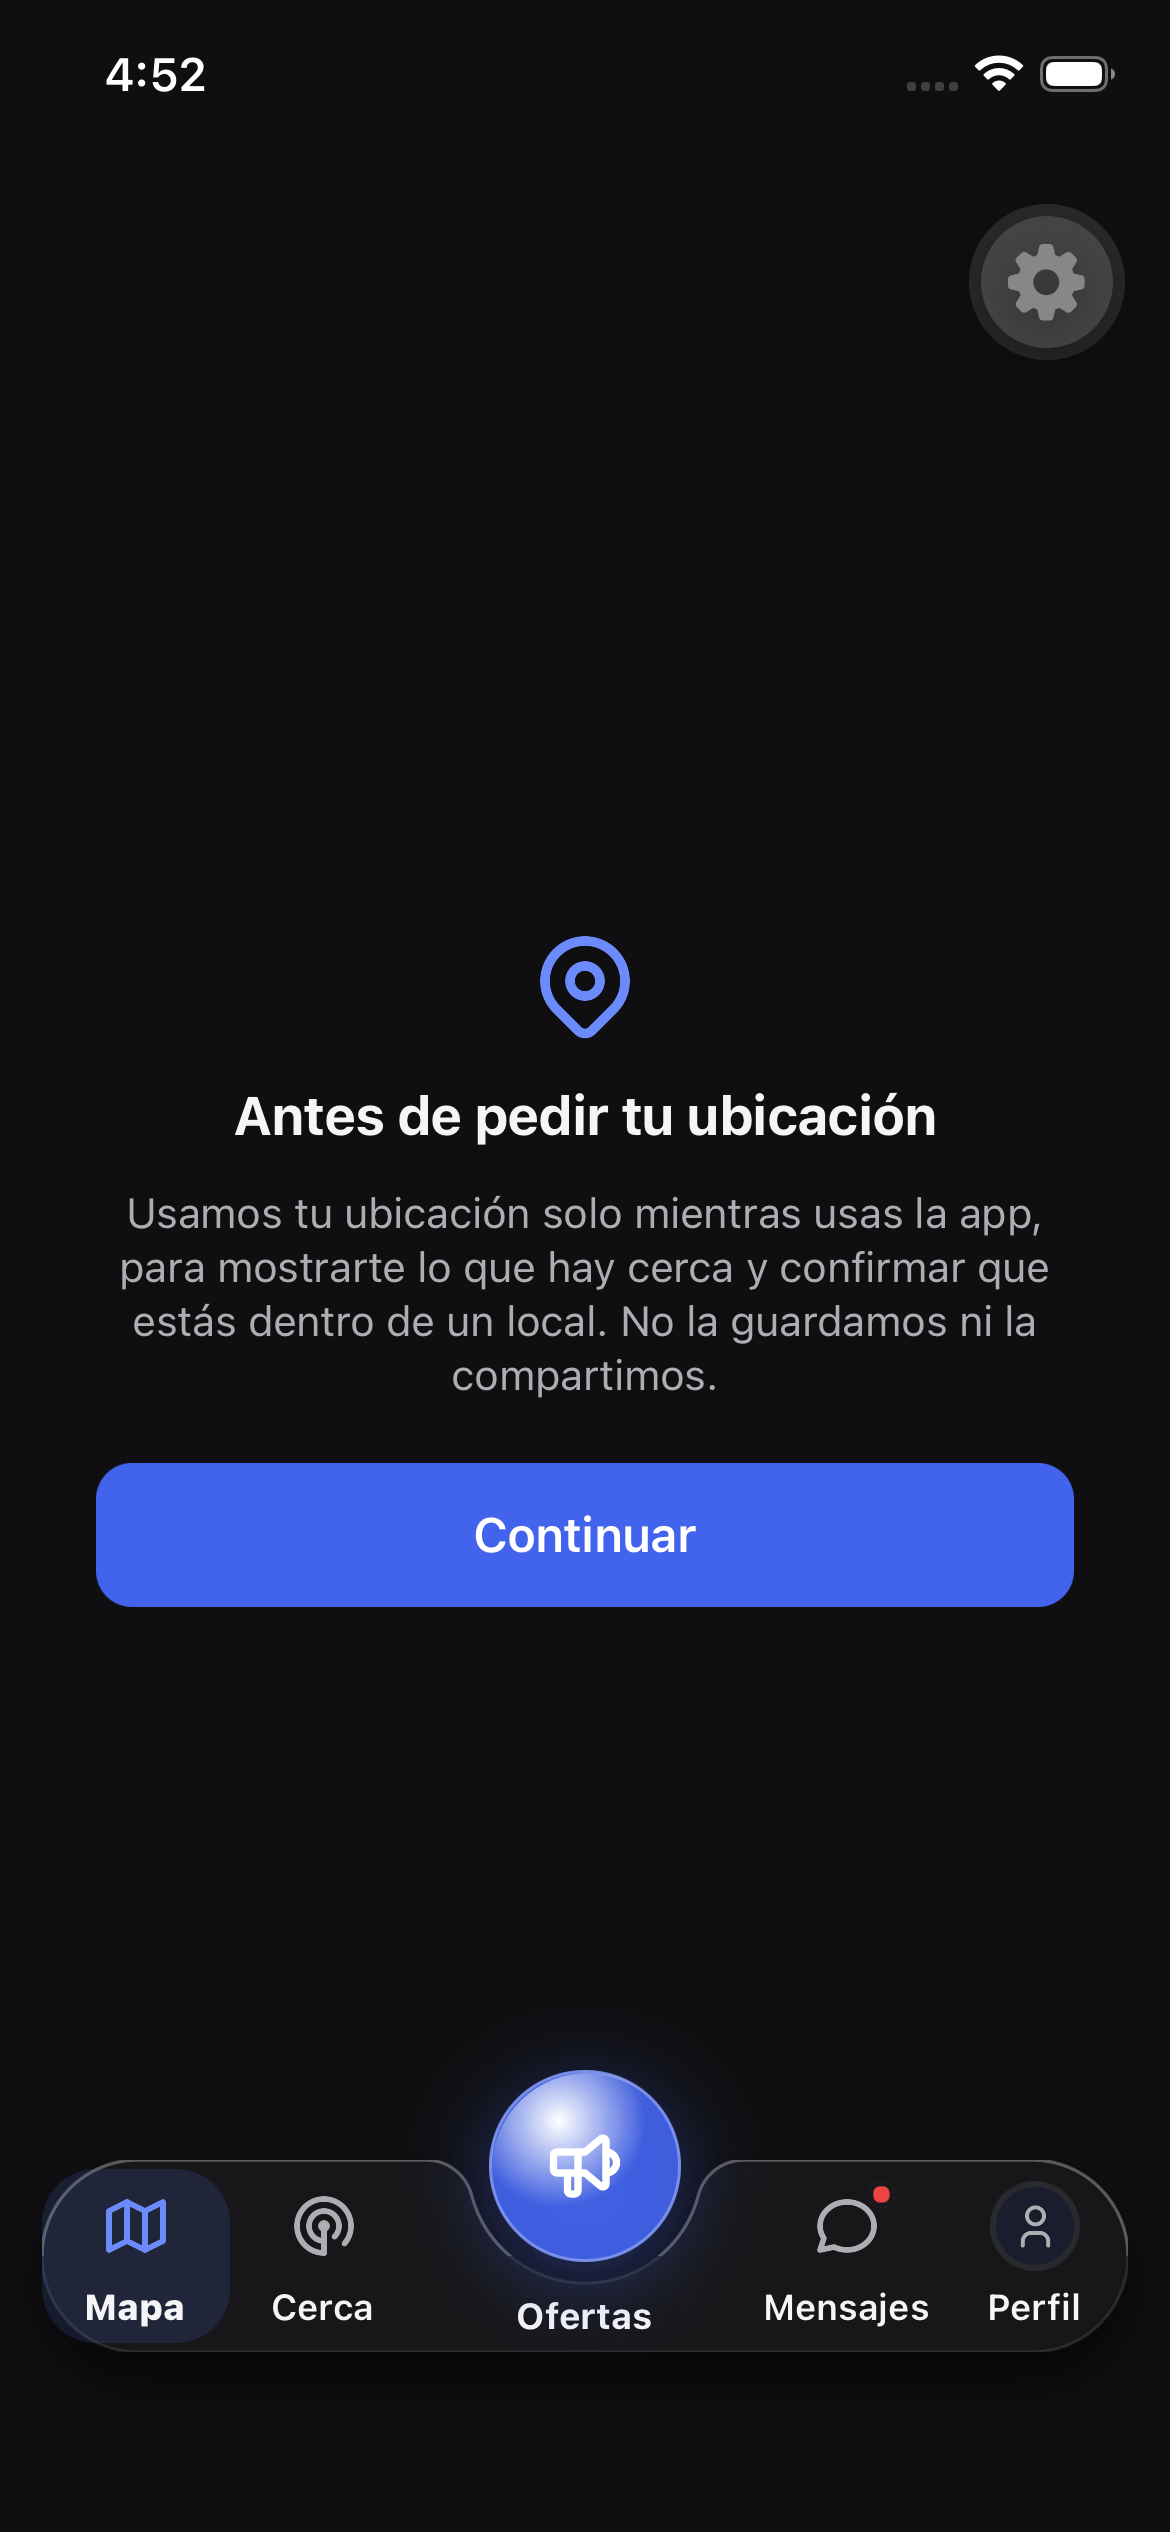 4:52
Antes de pedir tu ubicación
Usamos tu ubicación solo mientras usas la app,
para mostrarte lo que hay cerca y confirmar que
estás dentro de un local. No la guardamos ni la
compartimos.
Continuar
Mapa
Cerca
Ofertas
Mensajes
Perfil